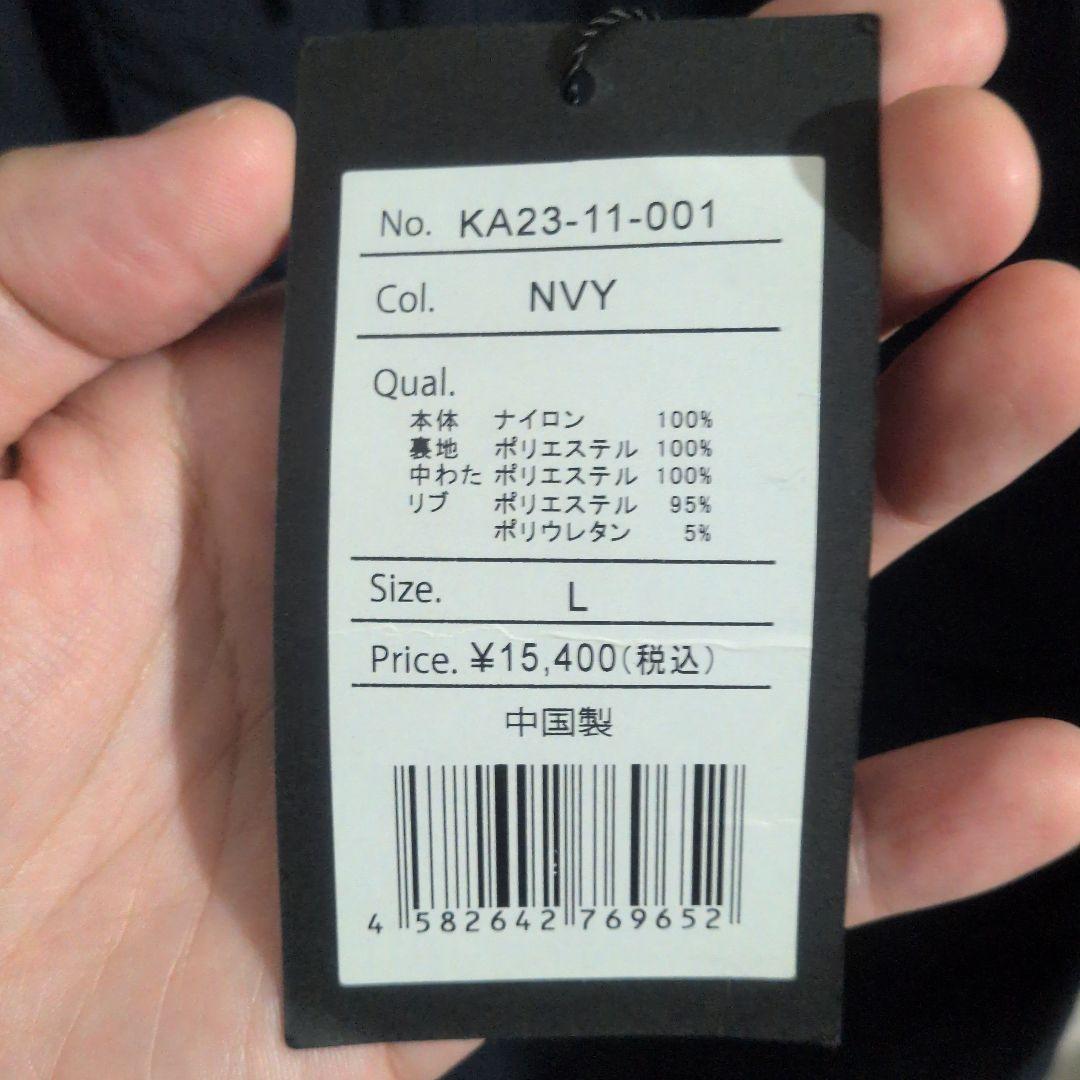 No. KA23-11-001
Col. NVY
Qual.
本体 ナイロン 100%
裏地 ポリエステル 100%
中わた ポリエステル 100%
リブ ポリエステル 95%
ポリウレタン 5%
Size. L
Price. ¥15,400(税込)
中国製
4 582642 769652